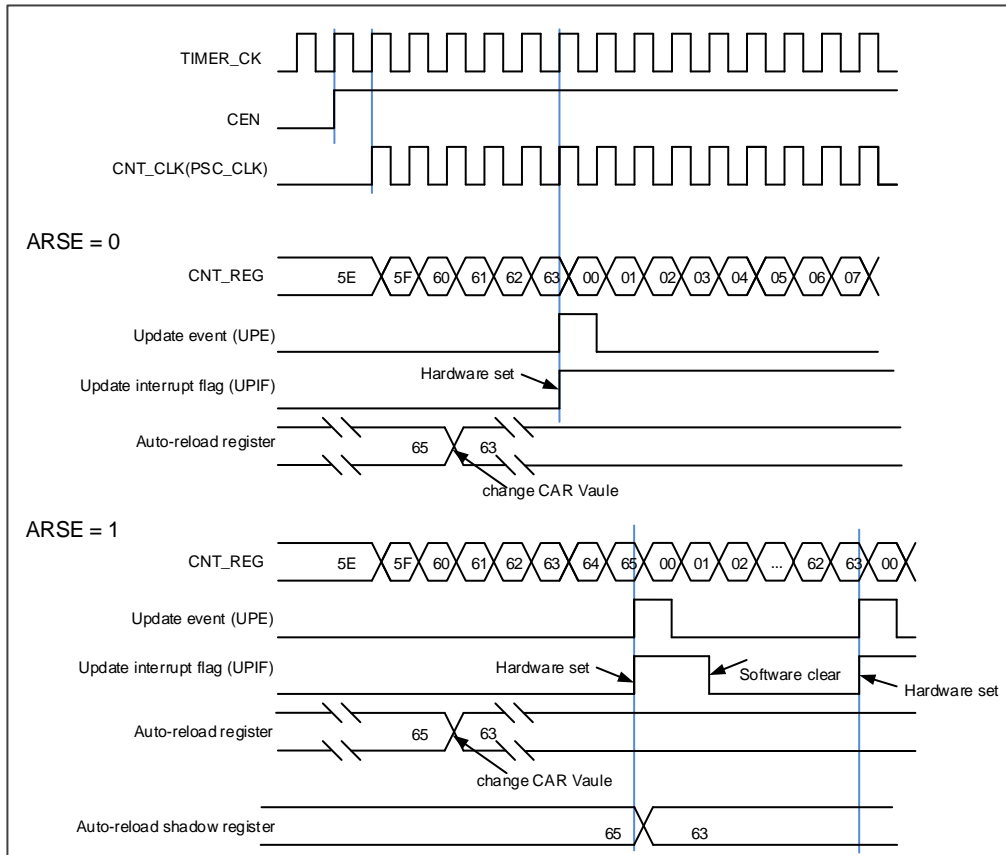 TIMER_CK
CEN
CNT_CLK(PSC_CLK)
ARSE = 0
CNT_REG 5E 5F 60 61 62 63 00 01 02 03 04 05 06 07
Update event (UPE)
Hardware set
Update interrupt flag (UPIF)
Auto-reload register 65 63
change CAR Vaule
ARSE = 1
CNT_REG 5E 5F 60 61 62 63 64 65 00 01 02 ... 62 63 00
Update event (UPE)
Update interrupt flag (UPIF) Hardware set Software clear Hardware set
Auto-reload register 65 63
change CAR Vaule
Auto-reload shadow register 65 63